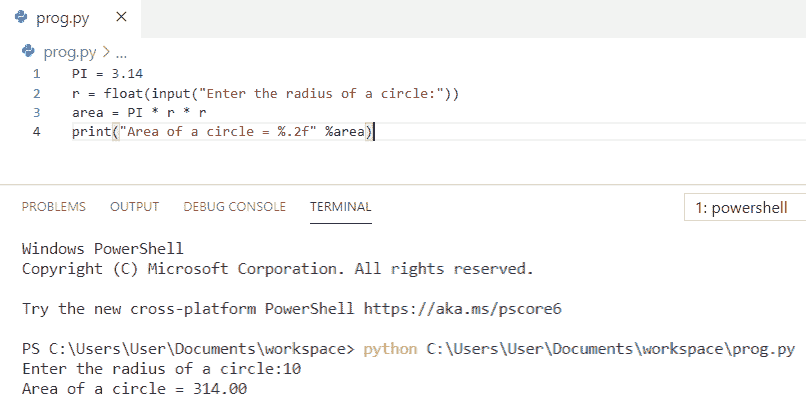 prog.py ×
prog.py > ...
1 PI = 3.14
2 r = float(input("Enter the radius of a circle:"))
3 area = PI * r * r
4 print("Area of a circle = %.2f" %area)
PROBLEMS OUTPUT DEBUG CONSOLE TERMINAL 1: powershell
Windows PowerShell
Copyright (C) Microsoft Corporation. All rights reserved.
Try the new cross-platform PowerShell https://aka.ms/pscore6
PS C:\Users\User\Documents\workspace> python C:\Users\User\Documents\workspace\prog.py
Enter the radius of a circle:10
Area of a circle = 314.00